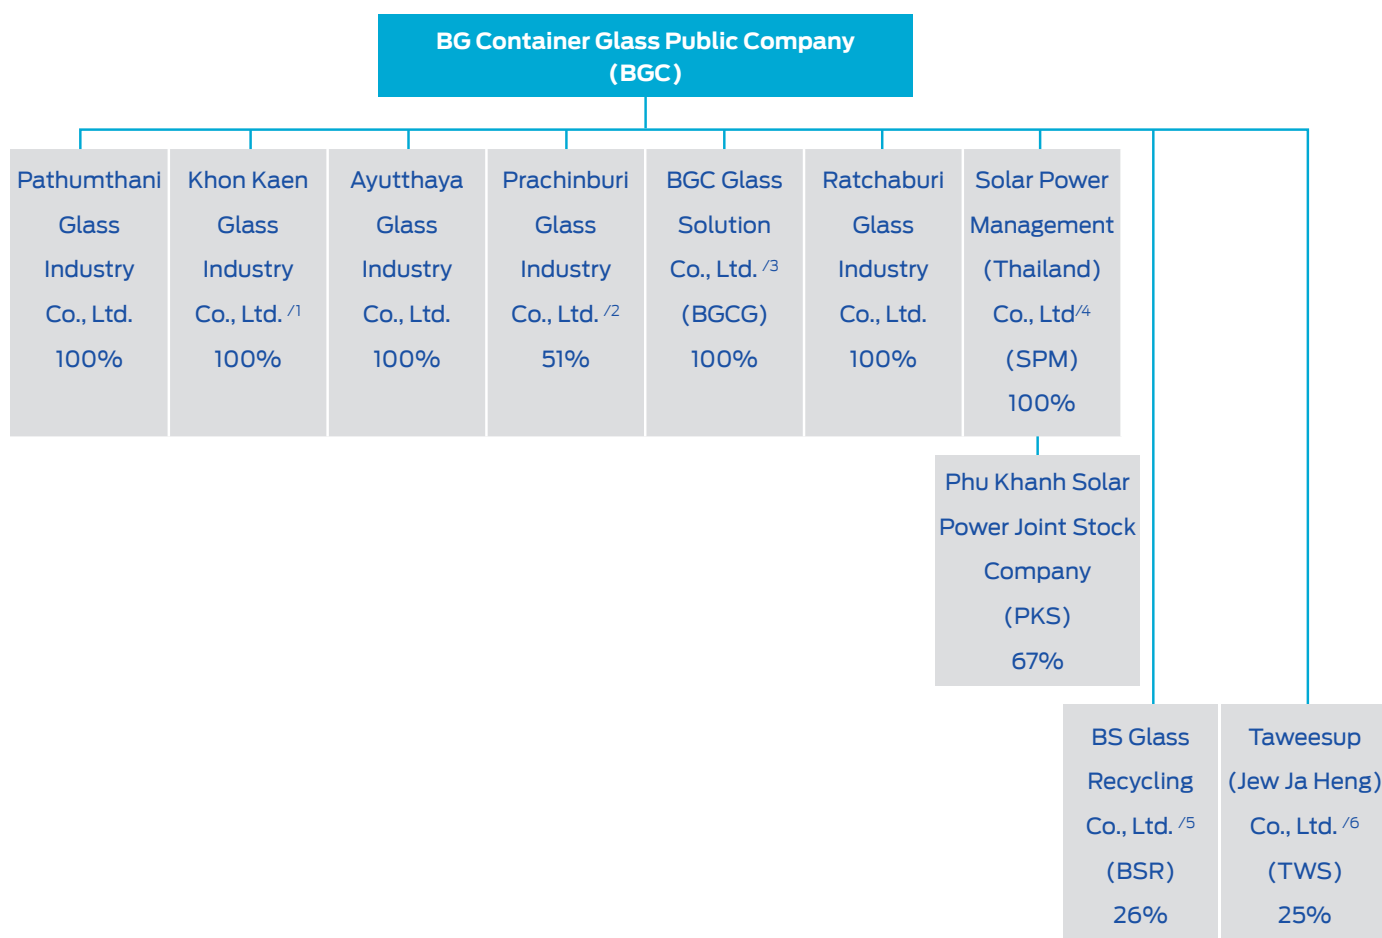 BG Container Glass Public Company
(BGC)
Pathumthani
Glass
Industry
Co., Ltd.
100%
Khon Kaen
Glass
Industry
Co., Ltd. /1
100%
Ayutthaya
Glass
Industry
Co., Ltd.
100%
Prachinburi
Glass
Industry
Co., Ltd. /2
51%
BGC Glass
Solution
Co., Ltd. /3
(BGCG)
100%
Ratchaburi
Glass
Industry
Co., Ltd.
100%
Solar Power
Management
(Thailand)
Co., Ltd/4
(SPM)
100%
Phu Khanh Solar
Power Joint Stock
Company
(PKS)
67%
BS Glass
Recycling
Co., Ltd. /5
(BSR)
26%
Taweesup
(Jew Ja Heng)
Co., Ltd. /6
(TWS)
25%